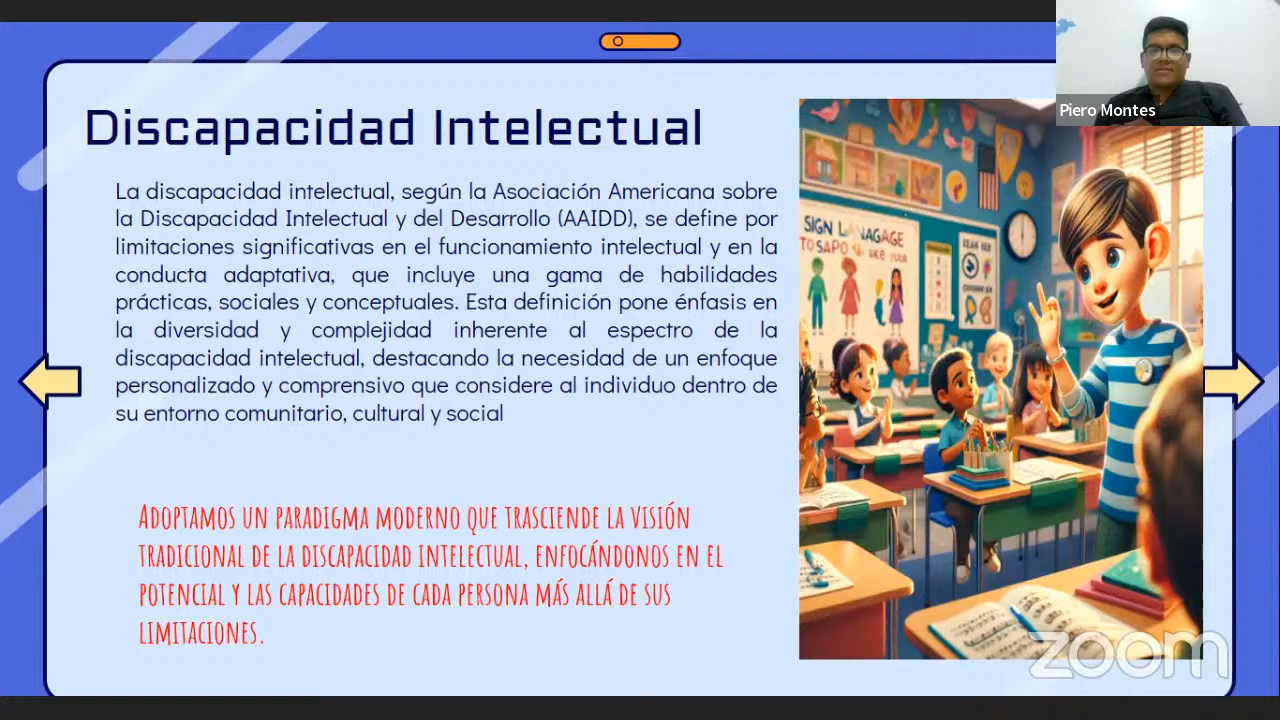 Piero Montes
Discapacidad Intelectual
La discapacidad intelectual, según la Asociación Americana sobre
la Discapacidad Intelectual y del Desarrollo (AAIDD), se define por
limitaciones significativas en el funcionamiento intelectual y en la
conducta adaptativa, que incluye una gama de habilidades
prácticas, sociales y conceptuales. Esta definición pone énfasis en
la diversidad y complejidad inherente al espectro de la
discapacidad intelectual, destacando la necesidad de un enfoque
personalizado y comprensivo que considere al individuo dentro de
su entorno comunitario, cultural y social
ADOPTAMOS UN PARADIGMA MODERNO QUE TRASCIENDE LA VISIÓN
TRADICIONAL DE LA DISCAPACIDAD INTELECTUAL, ENFOCÁNDONOS EN EL
POTENCIAL Y LAS CAPACIDADES DE CADA PERSONA MÁS ALLÁ DE SUS
LIMITACIONES.
SIGN
TO SAPO
zoom